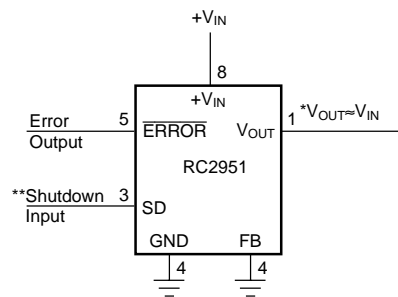 +VIN
8
+VIN
Error
Output
5
ERROR
VOUT
1
*VOUT≈VIN
RC2951
**Shutdown
Input
3
SD
GND
FB
4
4